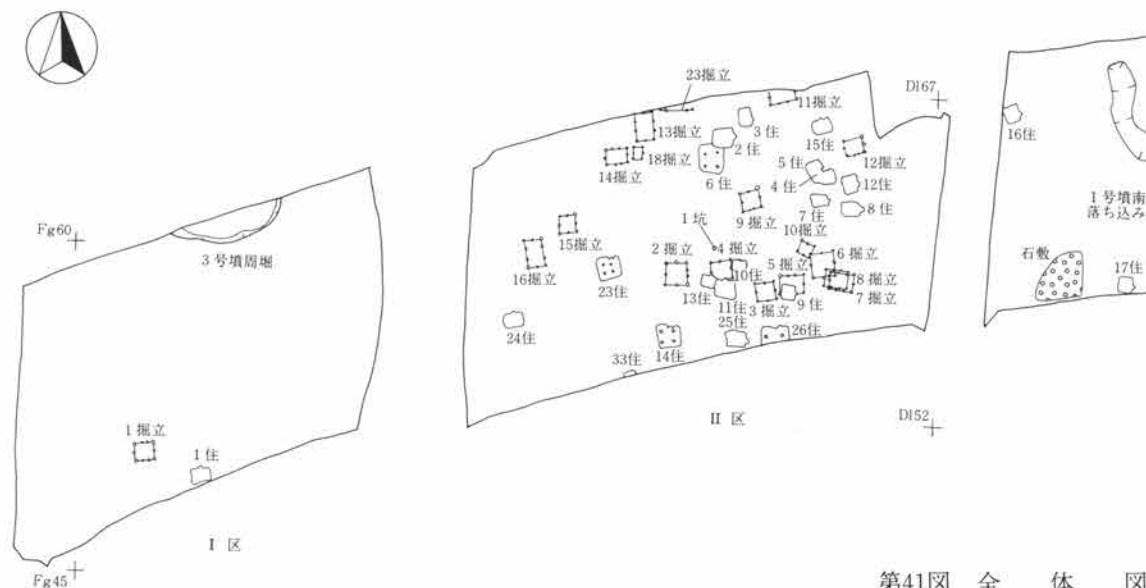 23掘立
11掘立
Dl67
13掘立
3住
2住
15住
16住
14掘立
18掘立
12掘立
6住
5住
4住
12住
1号墳南
落ち込み
Fg60
3号墳周堀
9掘立
7住
8住
15掘立
1坑
10掘立
2掘立
4掘立
6掘立
石敷
16掘立
10住
5掘立
8掘立
17住
23住
13住
11住
3掘立
9住
7掘立
24住
25住
26住
14住
33住
1掘立
II 区
Dl52
1住
I 区
Fg45
第41図 全 体 図